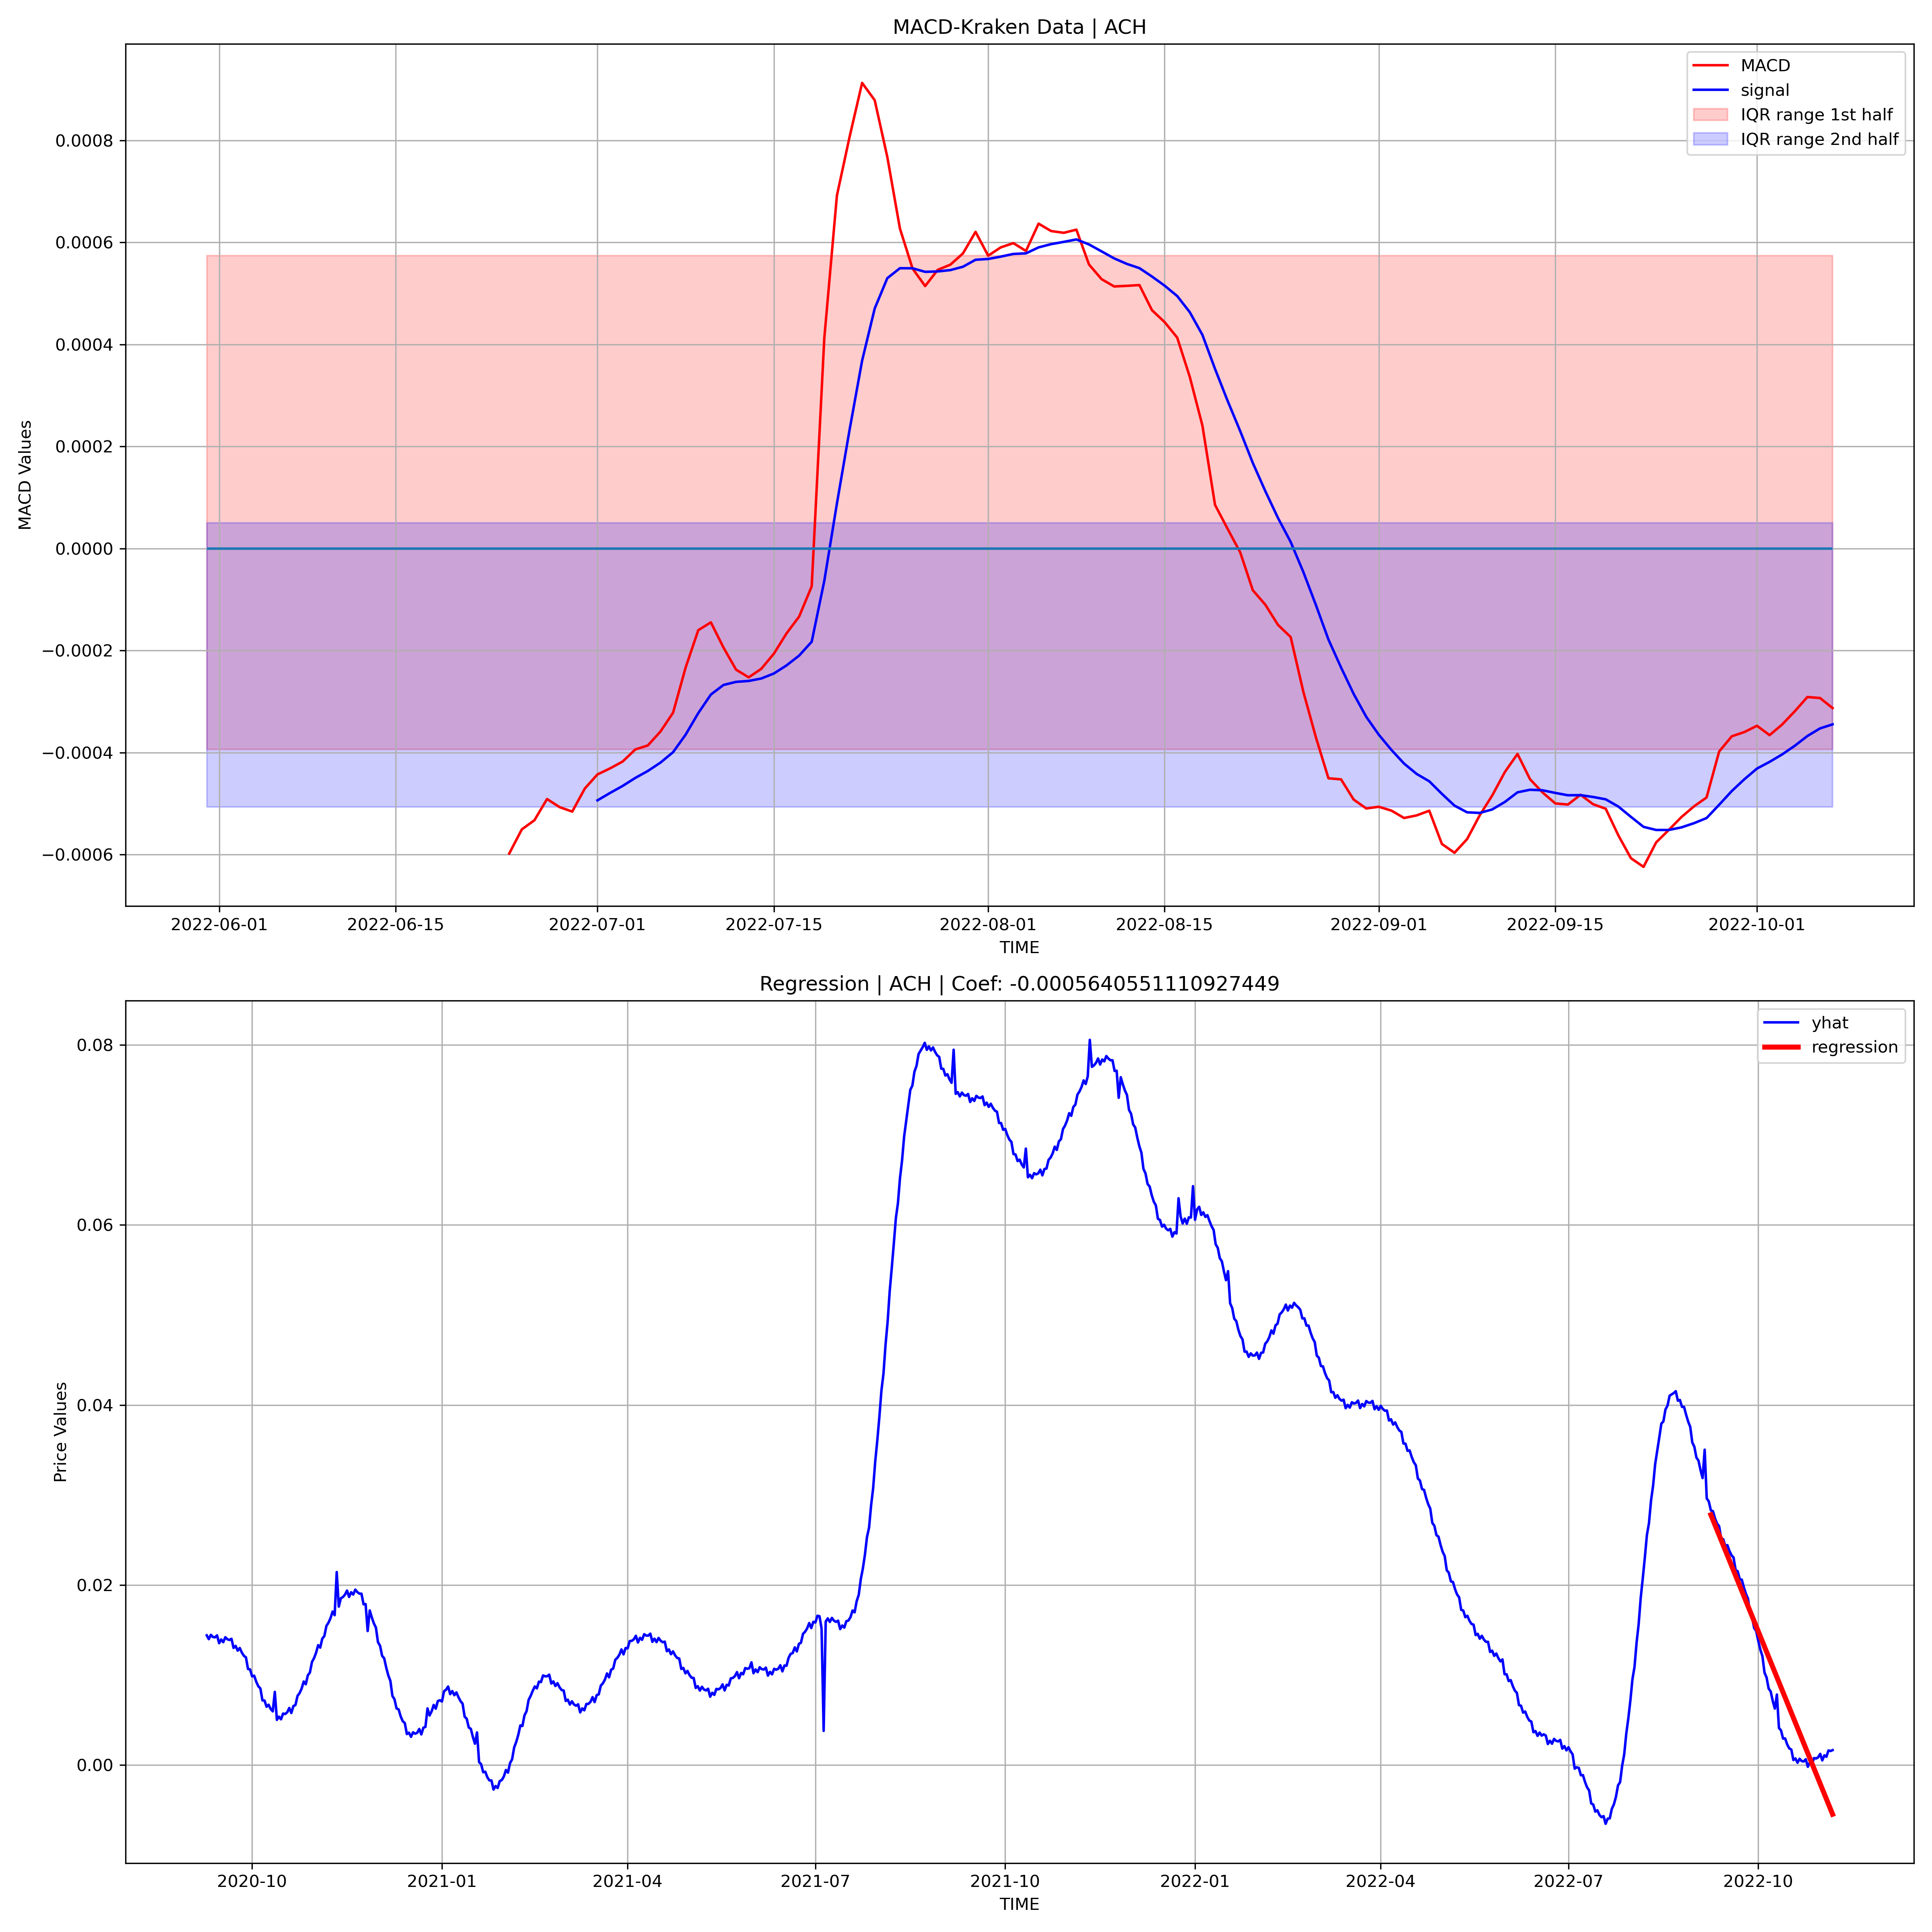 MACD-Kraken Data | ACH
MACD
signal
IQR range 1st half
IQR range 2nd half
MACD Values
0.0008
0.0006
0.0004
0.0002
0.0000
−0.0002
−0.0004
−0.0006
2022-06-01 2022-06-15 2022-07-01 2022-07-15 2022-08-01 2022-08-15 2022-09-01 2022-09-15 2022-10-01
TIME
Regression | ACH | Coef: -0.0005640551110927449
yhat
regression
Price Values
0.08
0.06
0.04
0.02
0.00
2020-10 2021-01 2021-04 2021-07 2021-10 2022-01 2022-04 2022-07 2022-10
TIME